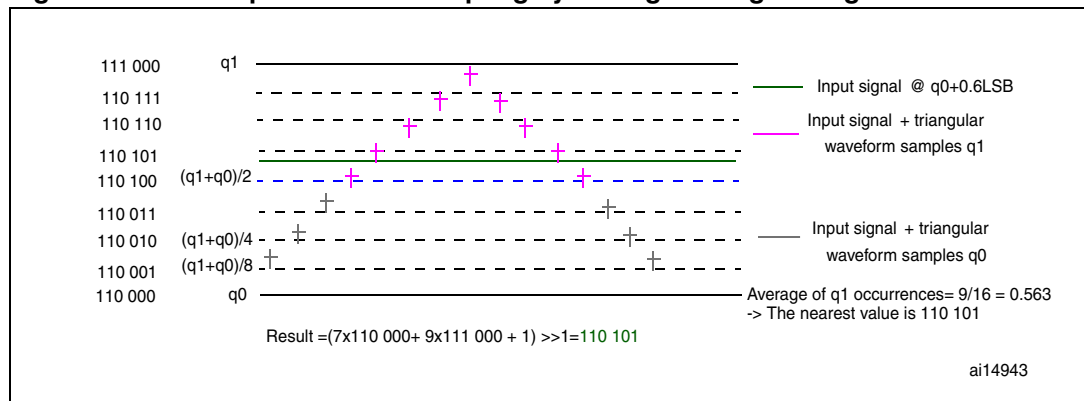 111 000 q1
110 111
110 110
110 101
110 100 (q1+q0)/2
110 011
110 010 (q1+q0)/4
110 001 (q1+q0)/8
110 000 q0
Input signal @ q0+0.6LSB
Input signal + triangular
waveform samples q1
Input signal + triangular
waveform samples q0
Average of q1 occurrences= 9/16 = 0.563
-> The nearest value is 110 101
Result =(7x110 000+ 9x111 000 + 1) >>1=110 101
ai14943